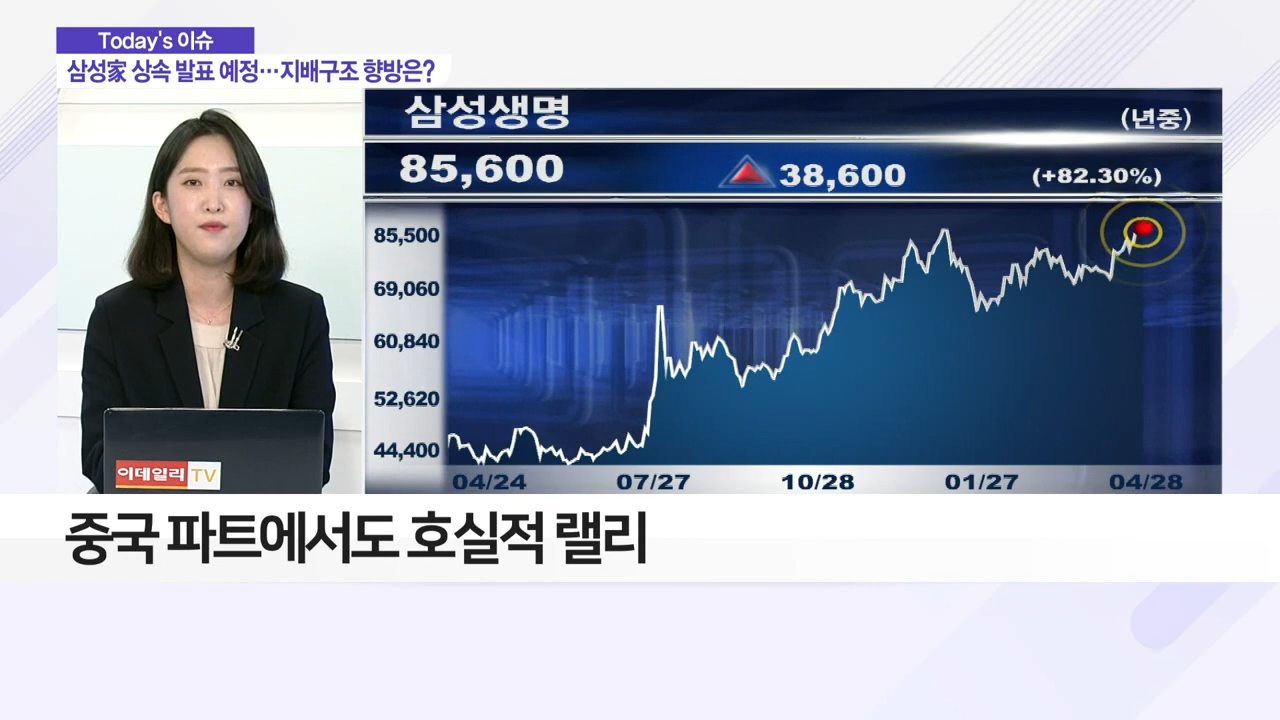 Today's 이슈
삼성家 상속 발표 예정…지배구조 향방은?
삼성생명
(년중)
85,600
38,600
(+82.30%)
85,500
69,060
60,840
52,620
44,400
04/24 07/27 10/28 01/27 04/28
이데일리 TV
중국 파트에서도 호실적 랠리